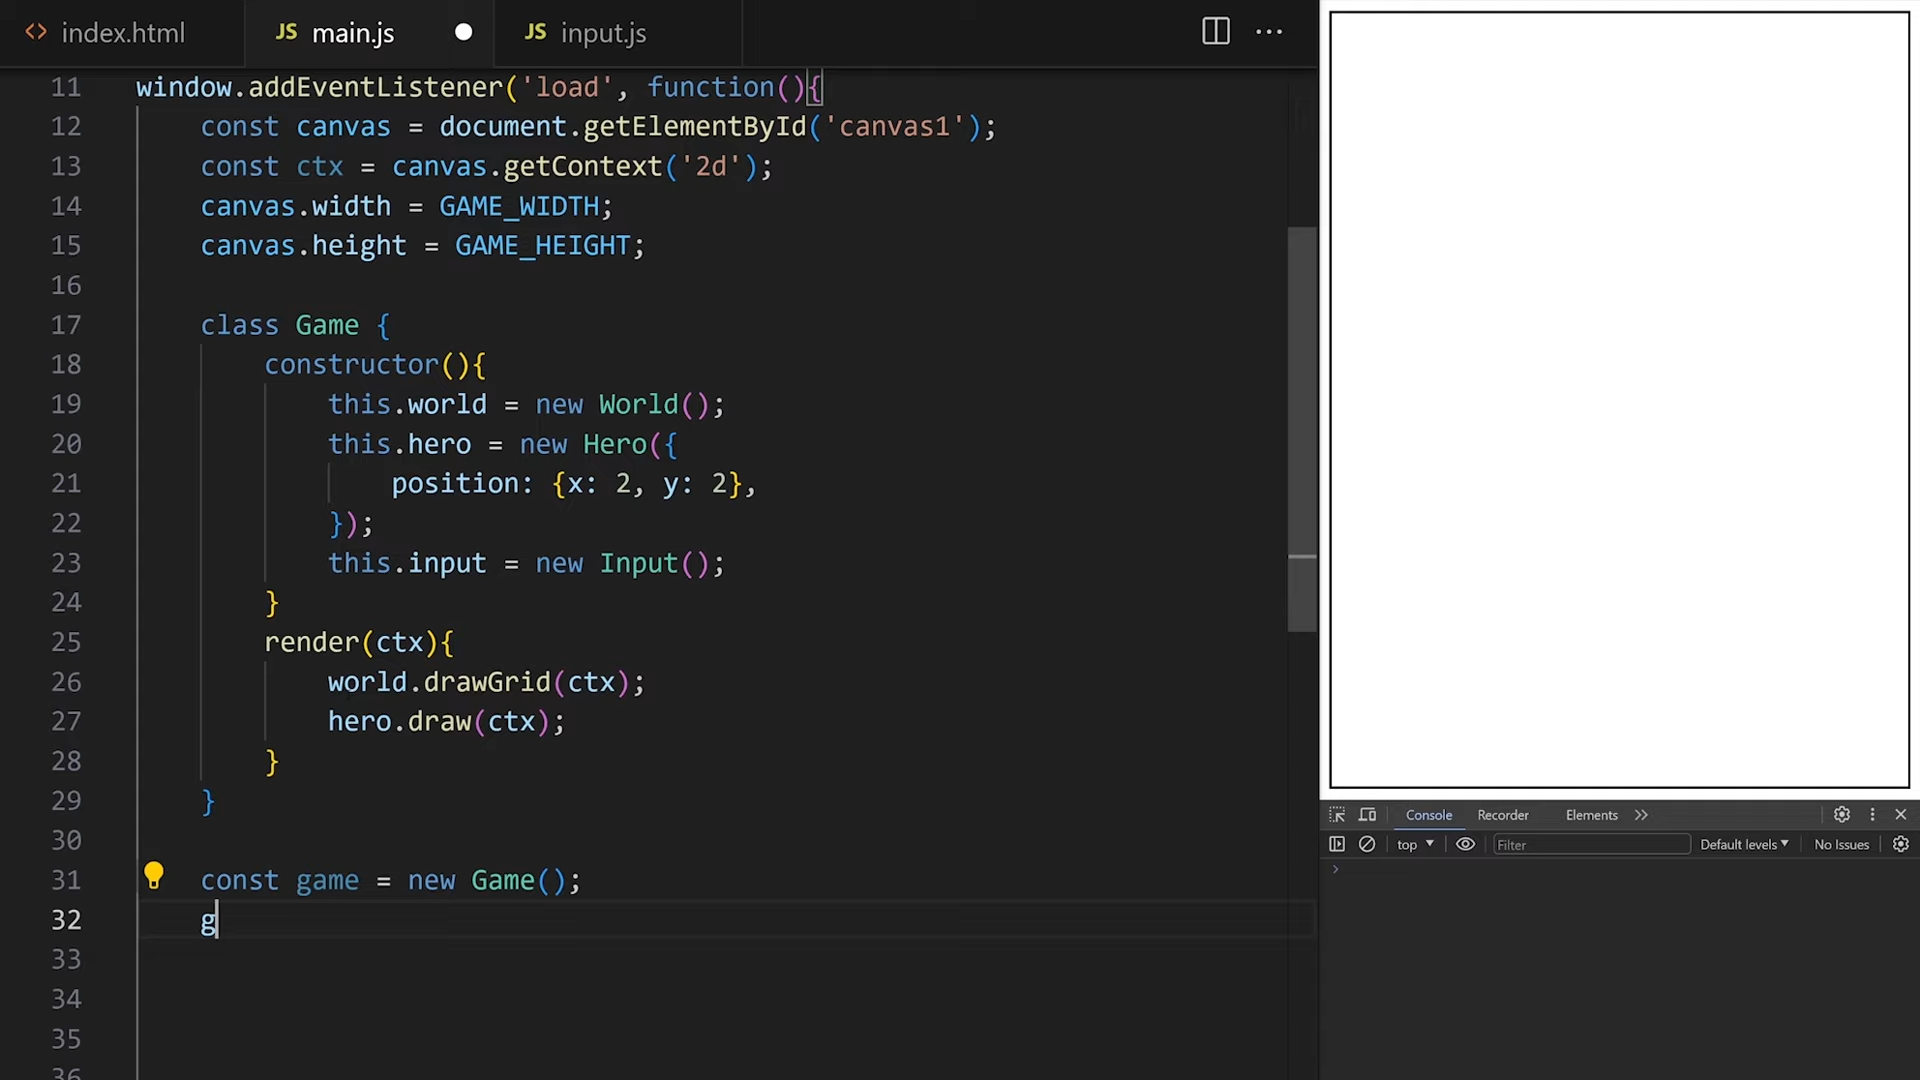 <> index.html JS main.js JS input.js
11 window.addEventListener('load', function(){
12 const canvas = document.getElementById('canvas1');
13 const ctx = canvas.getContext('2d');
14 canvas.width = GAME_WIDTH;
15 canvas.height = GAME_HEIGHT;
16
17 class Game {
18 constructor(){
19 this.world = new World();
20 this.hero = new Hero({
21 position: {x: 2, y: 2},
22 });
23 this.input = new Input();
24 }
25 render(ctx){
26 world.drawGrid(ctx);
27 hero.draw(ctx);
28 }
29 }
30
31 const game = new Game();
32 g
33
34
35
36
Console Recorder Elements
top Filter Default levels No Issues